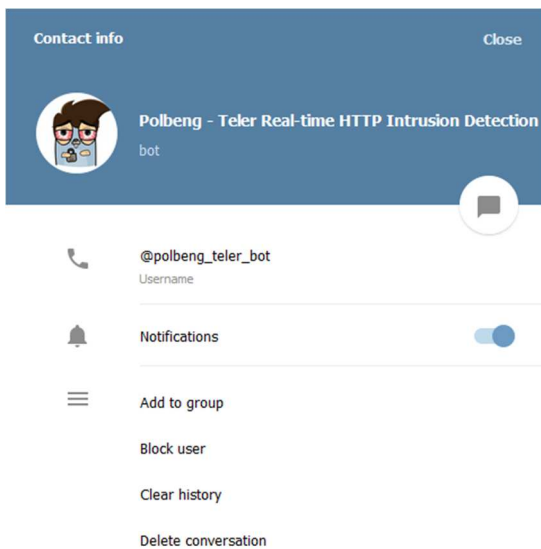 Contact info
Close
Polbeng - Teler Real-time HTTP Intrusion Detection
bot
@polbeng_teler_bot
Username
Notifications
Add to group
Block user
Clear history
Delete conversation